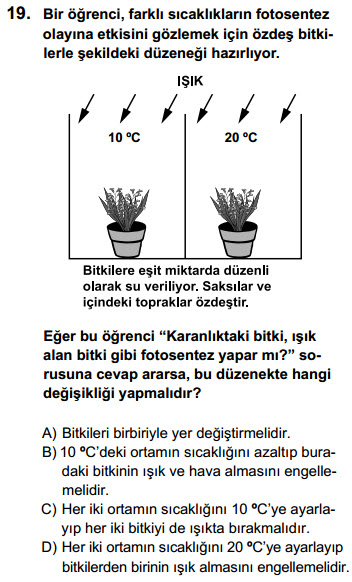 19. Bir öğrenci, farklı sıcaklıkların fotosentez
olayına etkisini gözlemek için özdeş bitki-
lerle şekildeki düzeneği hazırlıyor.
IŞIK
10 ºC 20 ºC
Bitkilere eşit miktarda düzenli
olarak su veriliyor. Saksılar ve
içindeki topraklar özdeştir.
Eğer bu öğrenci “Karanlıktaki bitki, ışık
alan bitki gibi fotosentez yapar mı?” so-
rusuna cevap ararsa, bu düzenekte hangi
değişikliği yapmalıdır?
A) Bitkileri birbiriyle yer değiştirmelidir.
B) 10 ºC’deki ortamın sıcaklığını azaltıp bura-
daki bitkinin ışık ve hava almasını engelle-
melidir.
C) Her iki ortamın sıcaklığını 10 ºC’ye ayarla-
yıp her iki bitkiyi de ışıkta bırakmalıdır.
D) Her iki ortamın sıcaklığını 20 ºC’ye ayarlayıp
bitkilerden birinin ışık almasını engellemelidir.